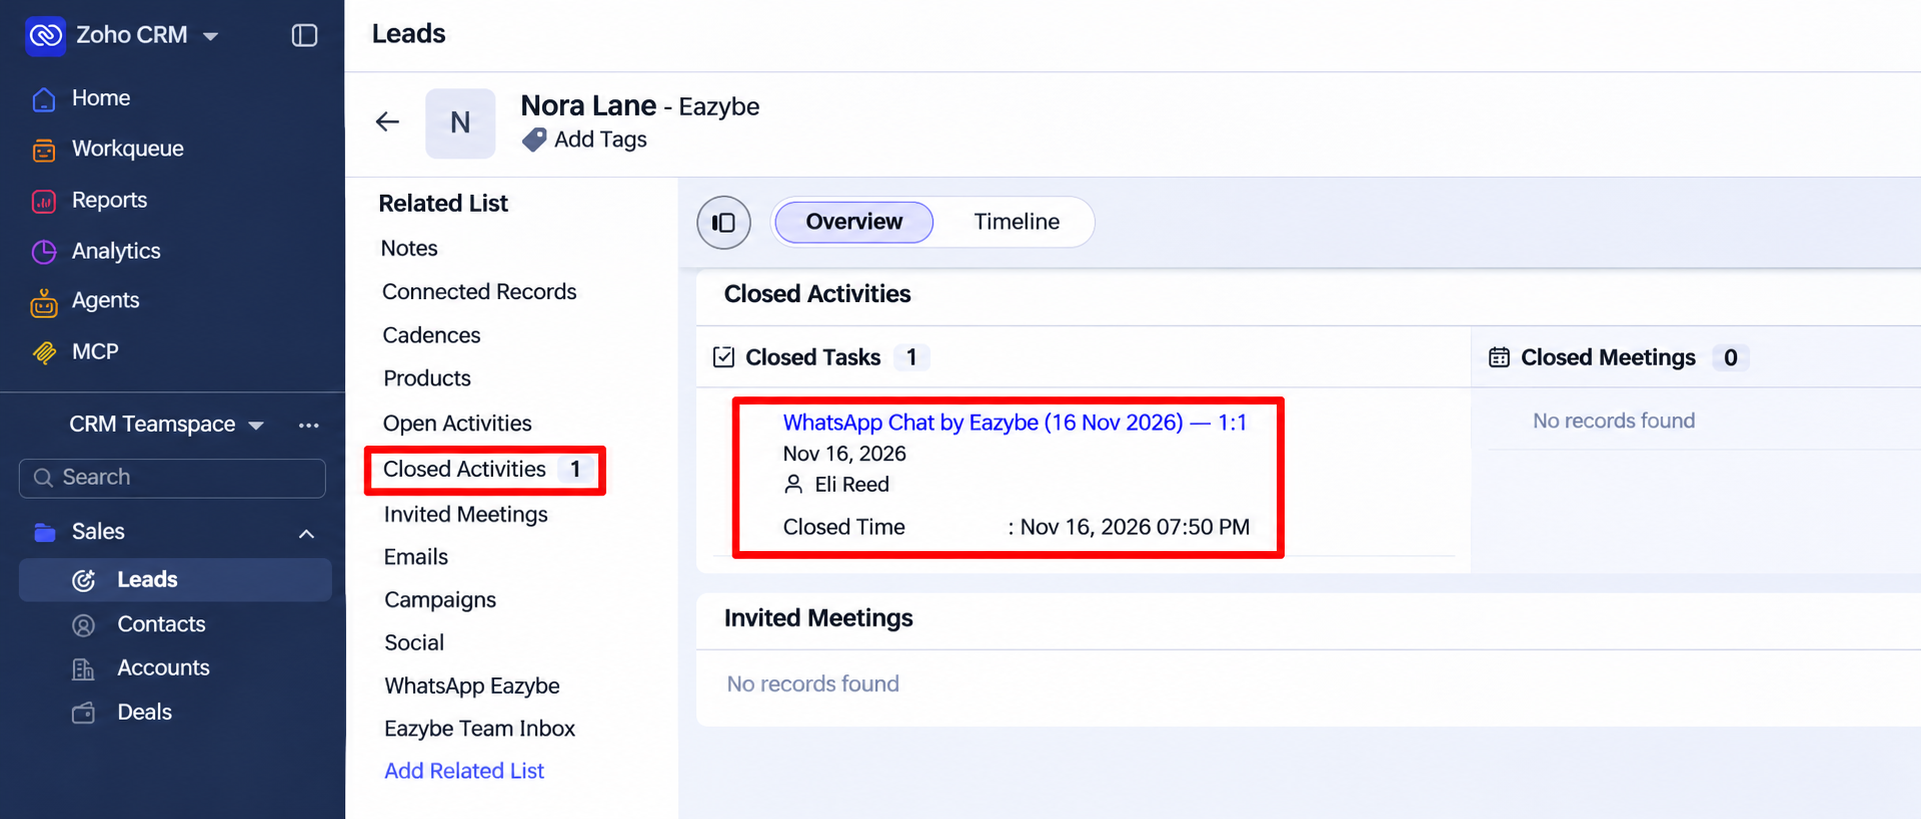 Zoho CRM
Home
Workqueue
Reports
Analytics
Agents
MCP
CRM Teamspace
Search
Sales
Leads
Contacts
Accounts
Deals
Leads
N
Nora Lane - Eazybe
Add Tags
Related List
Notes
Connected Records
Cadences
Products
Open Activities
Closed Activities 1
Invited Meetings
Emails
Campaigns
Social
WhatsApp Eazybe
Eazybe Team Inbox
Add Related List
Overview Timeline
Closed Activities
Closed Tasks 1
WhatsApp Chat by Eazybe (16 Nov 2026) — 1:1
Nov 16, 2026
Eli Reed
Closed Time : Nov 16, 2026 07:50 PM
Closed Meetings 0
No records found
Invited Meetings
No records found